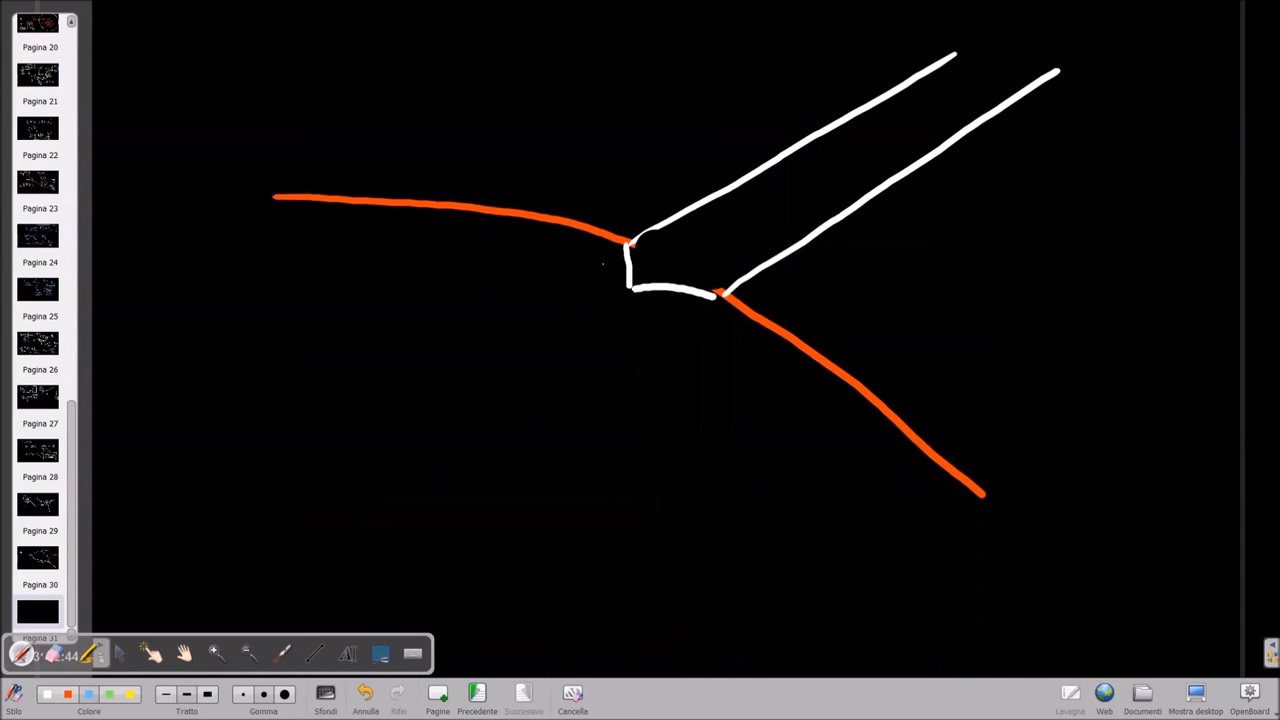 Pagina 20
Pagina 21
Pagina 22
Pagina 23
Pagina 24
Pagina 25
Pagina 26
Pagina 27
Pagina 28
Pagina 29
Pagina 30
Pagina 31
Stilo
Colore
Tratto
Gomma
Sfondi
Annulla
Rifai
Pagine
Precedente
Successivo
Cancella
Lavagna
Web
Documenti
Mostra desktop
OpenBoard